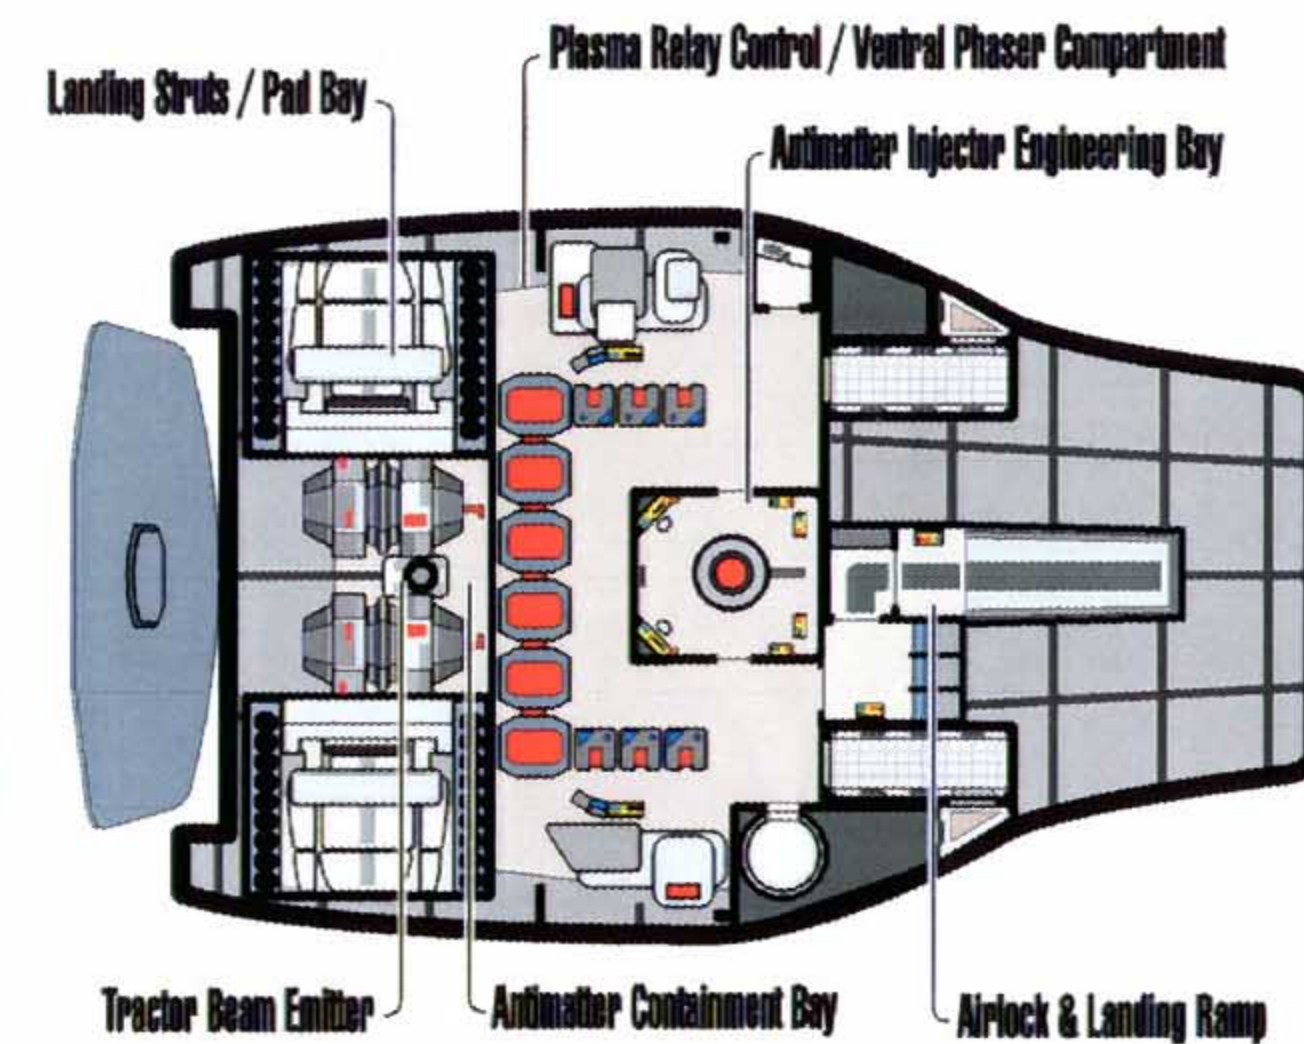 Plasma Relay Control / Ventral Phaser Compartment
Landing Struts / Pad Bay
Antimatter Injector Engineering Bay
Tractor Beam Emitter
Antimatter Containment Bay
Airlock & Landing Ramp